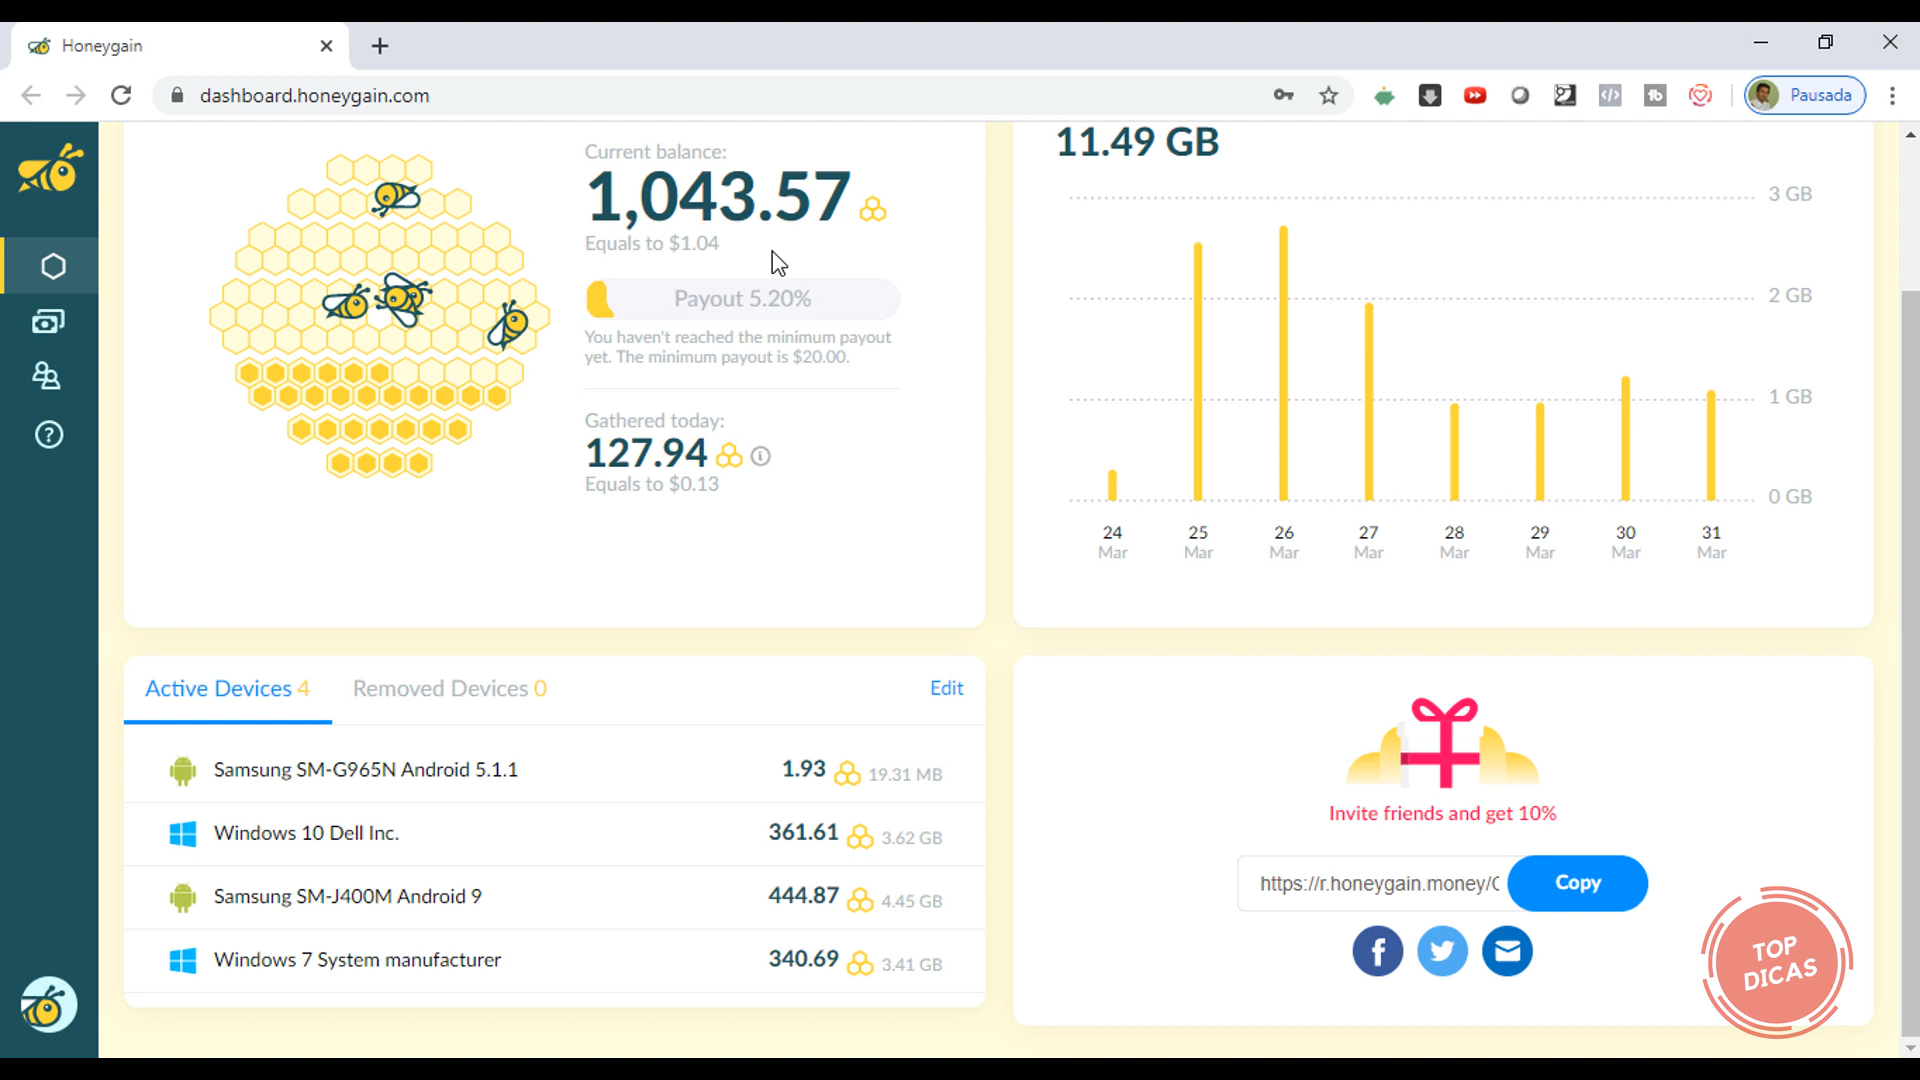 Honeygain
dashboard.honeygain.com
Pausada
Current balance:
1,043.57
Equals to $1.04
Payout 5.20%
You haven't reached the minimum payout
yet. The minimum payout is $20.00.
Gathered today:
127.94
Equals to $0.13
11.49 GB
3 GB
2 GB
1 GB
0 GB
24 25 26 27 28 29 30 31
Mar Mar Mar Mar Mar Mar Mar Mar
Active Devices 4 Removed Devices 0 Edit
Samsung SM-G965N Android 5.1.1 1.93 19.31 MB
Windows 10 Dell Inc. 361.61 3.62 GB
Samsung SM-J400M Android 9 444.87 4.45 GB
Windows 7 System manufacturer 340.69 3.41 GB
Invite friends and get 10%
https://r.honeygain.money/ Copy
TOP
DICAS